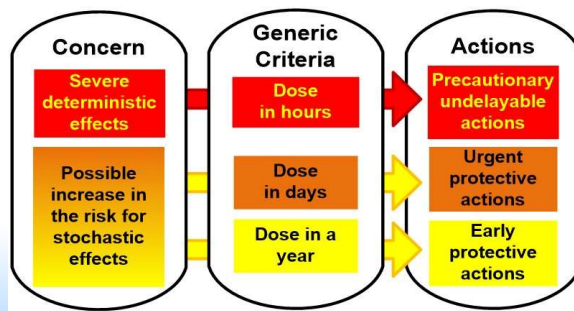 Concern
Severe
deterministic
effects
Possible
increase in
the risk for
stochastic
effects
Generic
Criteria
Dose
in hours
Dose
in days
Dose in a
year
Actions
Precautionary
undelayable
actions
Urgent
protective
actions
Early
protective
actions